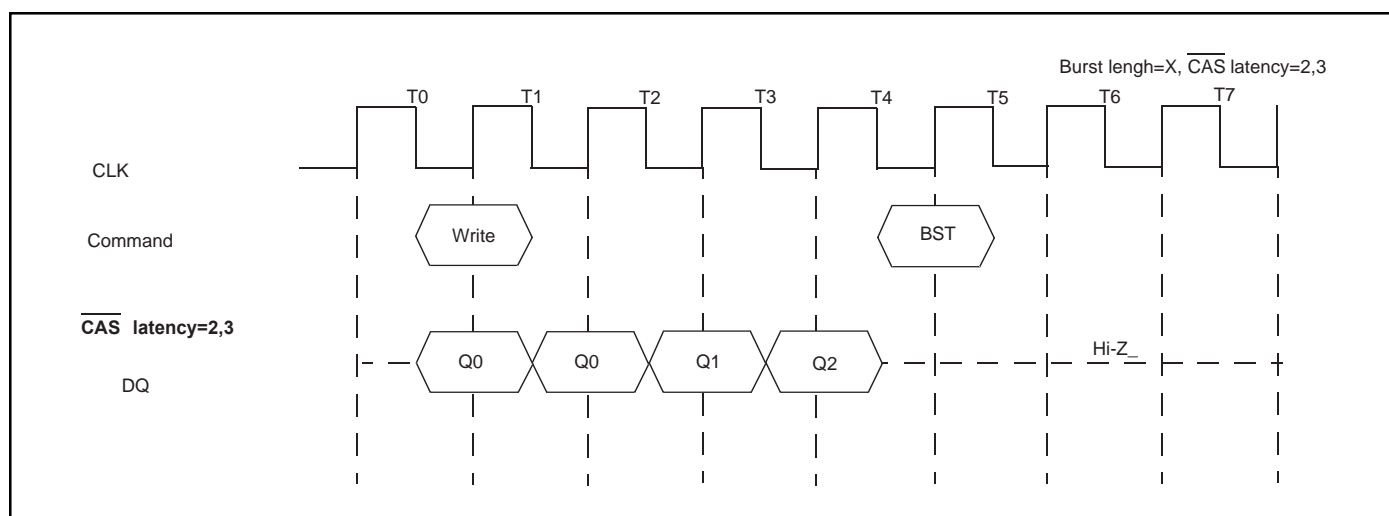 Burst lengh=X, CAS latency=2,3
T0 T1 T2 T3 T4 T5 T6 T7
CLK
Command Write BST
CAS latency=2,3
DQ Q0 Q0 Q1 Q2 Hi-Z_